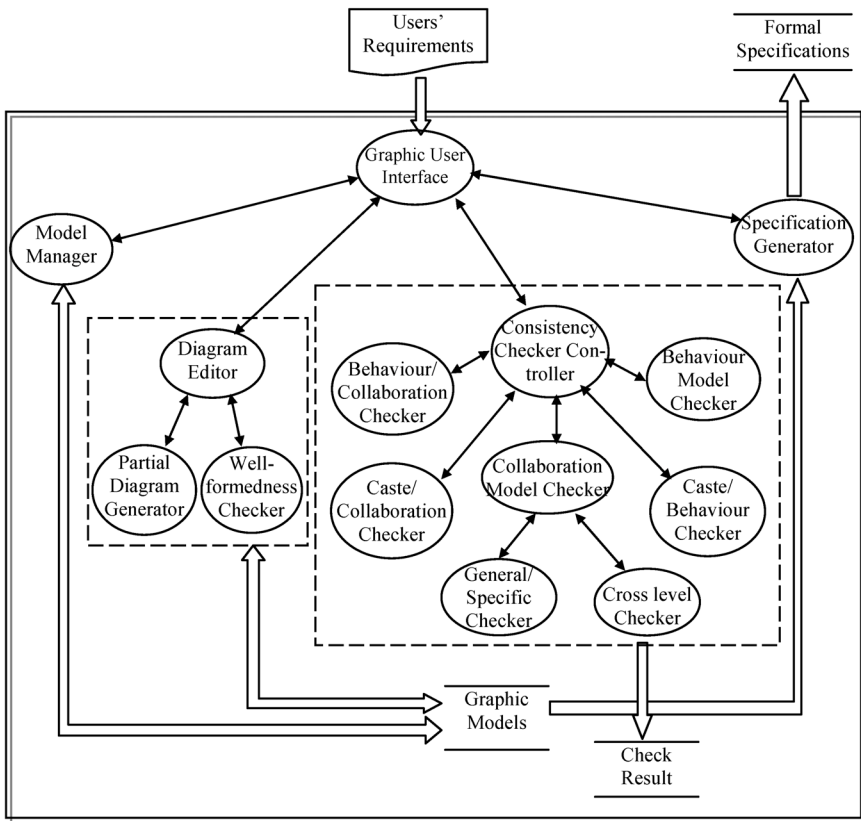 Users'
Requirements
Formal
Specifications
Graphic User
Interface
Model
Manager
Specification
Generator
Diagram
Editor
Partial
Diagram
Generator
Well-
formedness
Checker
Consistency
Checker Con-
troller
Behaviour/
Collaboration
Checker
Behaviour
Model
Checker
Caste/
Collaboration
Checker
Collaboration
Model Checker
Caste/
Behaviour
Checker
General/
Specific
Checker
Cross level
Checker
Graphic
Models
Check
Result